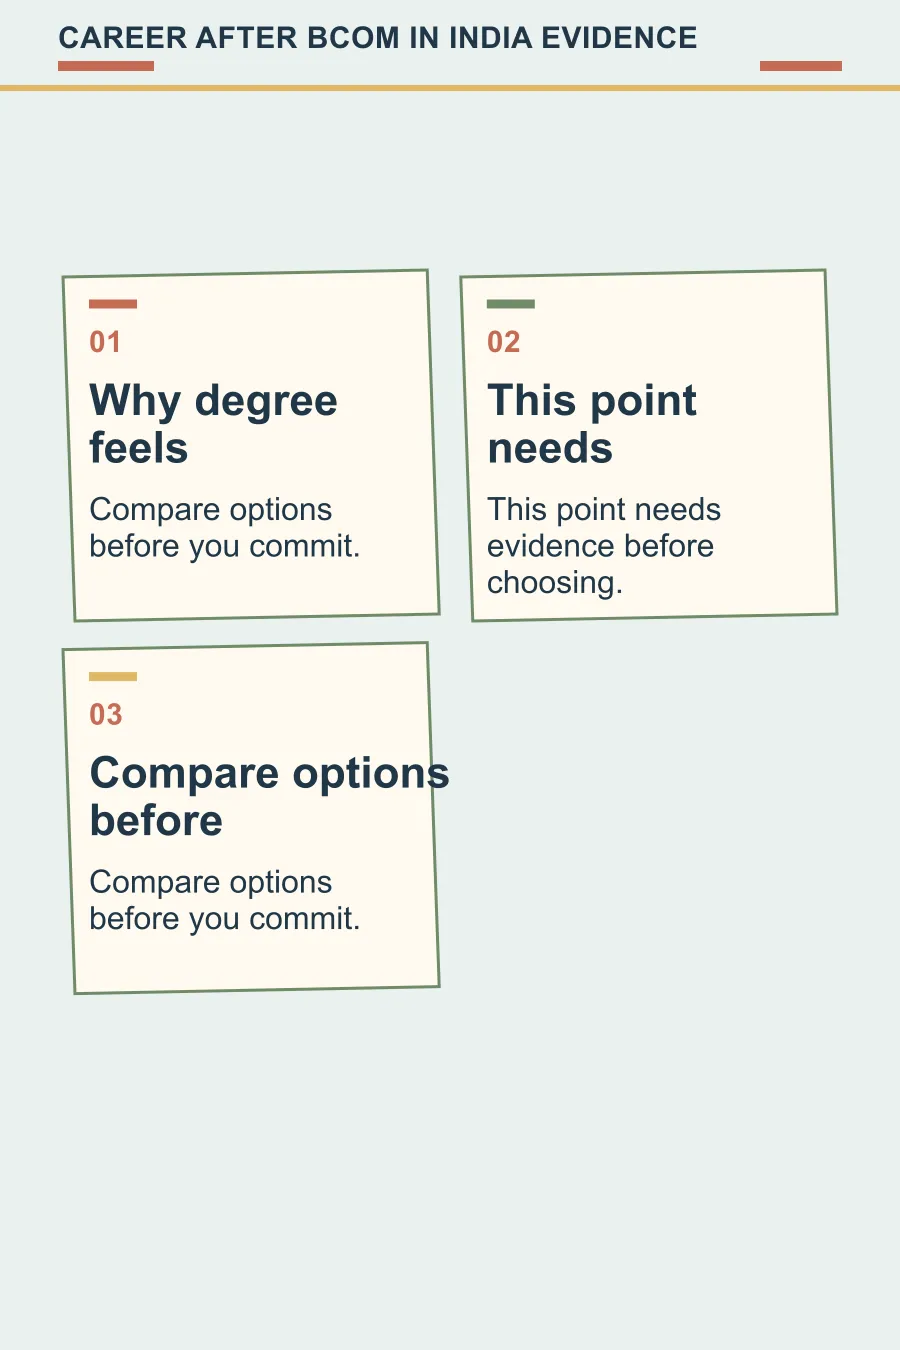 CAREER AFTER BCOM IN INDIA EVIDENCE
01
Why degree
feels
Compare options
before you commit.
02
This point
needs
This point needs
evidence before
choosing.
03
Compare options
before
Compare options
before you commit.